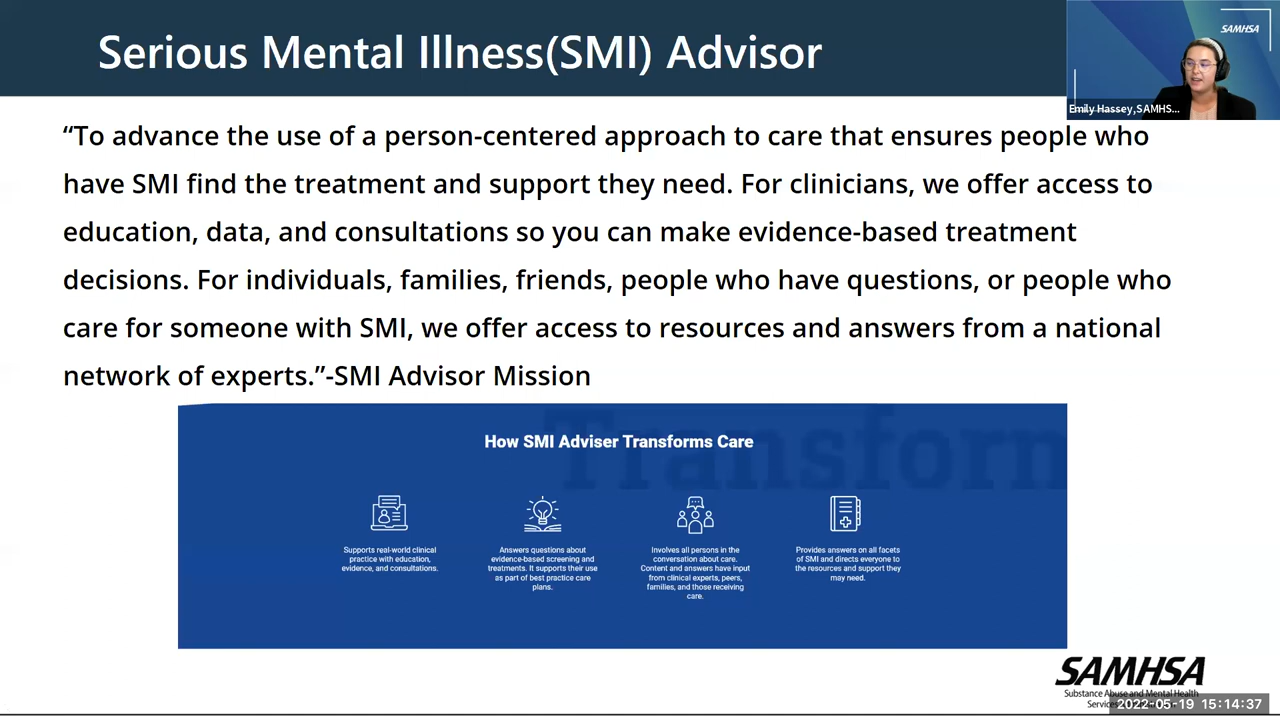 Serious Mental Illness(SMI) Advisor
SAMHSA
Emily Hassey,SAMHS...
“To advance the use of a person-centered approach to care that ensures people who
have SMI find the treatment and support they need. For clinicians, we offer access to
education, data, and consultations so you can make evidence-based treatment
decisions. For individuals, families, friends, people who have questions, or people who
care for someone with SMI, we offer access to resources and answers from a national
network of experts.”-SMI Advisor Mission
Transform
How SMI Adviser Transforms Care
Supports real-world clinical
practice with education,
evidence, and consultations.
Answers questions about
evidence-based screening and
treatments. It supports their use
as part of best practice care
plans.
Involves all persons in the
conversation about care.
Content and answers have input
from clinical experts, peers,
families, and those receiving
care.
Provides answers on all facets
of SMI and directs everyone to
the resources and support they
may need.
SAMHSA
Substance Abuse and Mental Health
2022-05-19 15:14:37